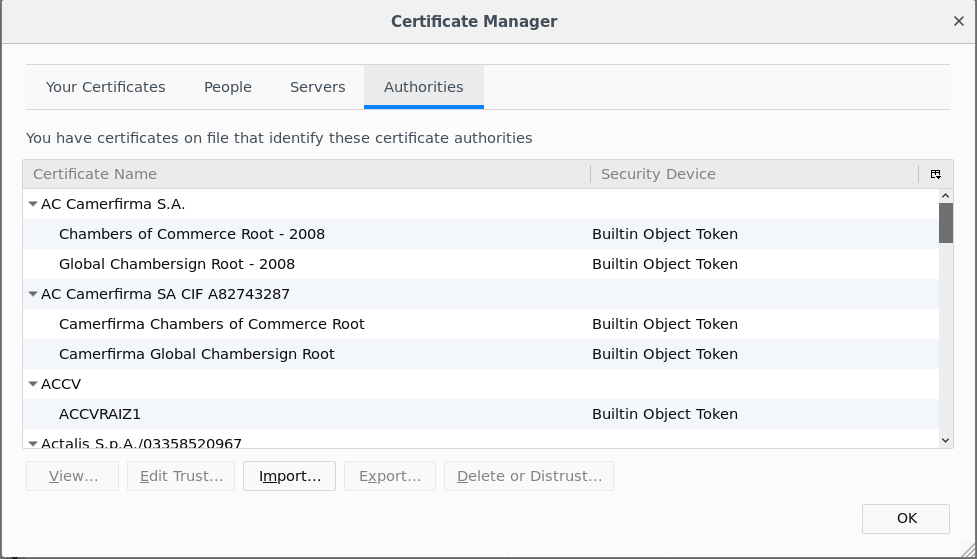 Certificate Manager
Your Certificates People Servers Authorities
You have certificates on file that identify these certificate authorities
Certificate Name Security Device
AC Camerfirma S.A.
Chambers of Commerce Root - 2008 Builtin Object Token
Global Chambersign Root - 2008 Builtin Object Token
AC Camerfirma SA CIF A82743287
Camerfirma Chambers of Commerce Root Builtin Object Token
Camerfirma Global Chambersign Root Builtin Object Token
ACCV
ACCVRAIZ1 Builtin Object Token
Actalis S.p.A./03358520967
View... Edit Trust... Import... Export... Delete or Distrust...
OK